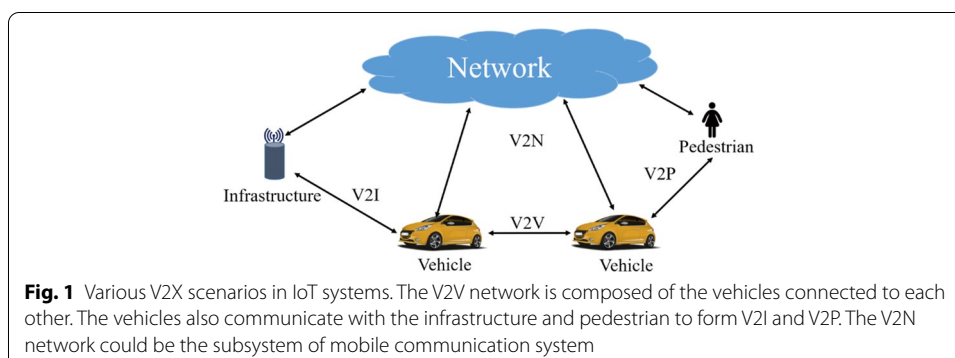 Network
V2N
Pedestrian
V2P
Infrastructure
V2I
V2V
Vehicle
Vehicle
Fig. 1 Various V2X scenarios in IoT systems. The V2V network is composed of the vehicles connected to each
other. The vehicles also communicate with the infrastructure and pedestrian to form V2I and V2P. The V2N
network could be the subsystem of mobile communication system